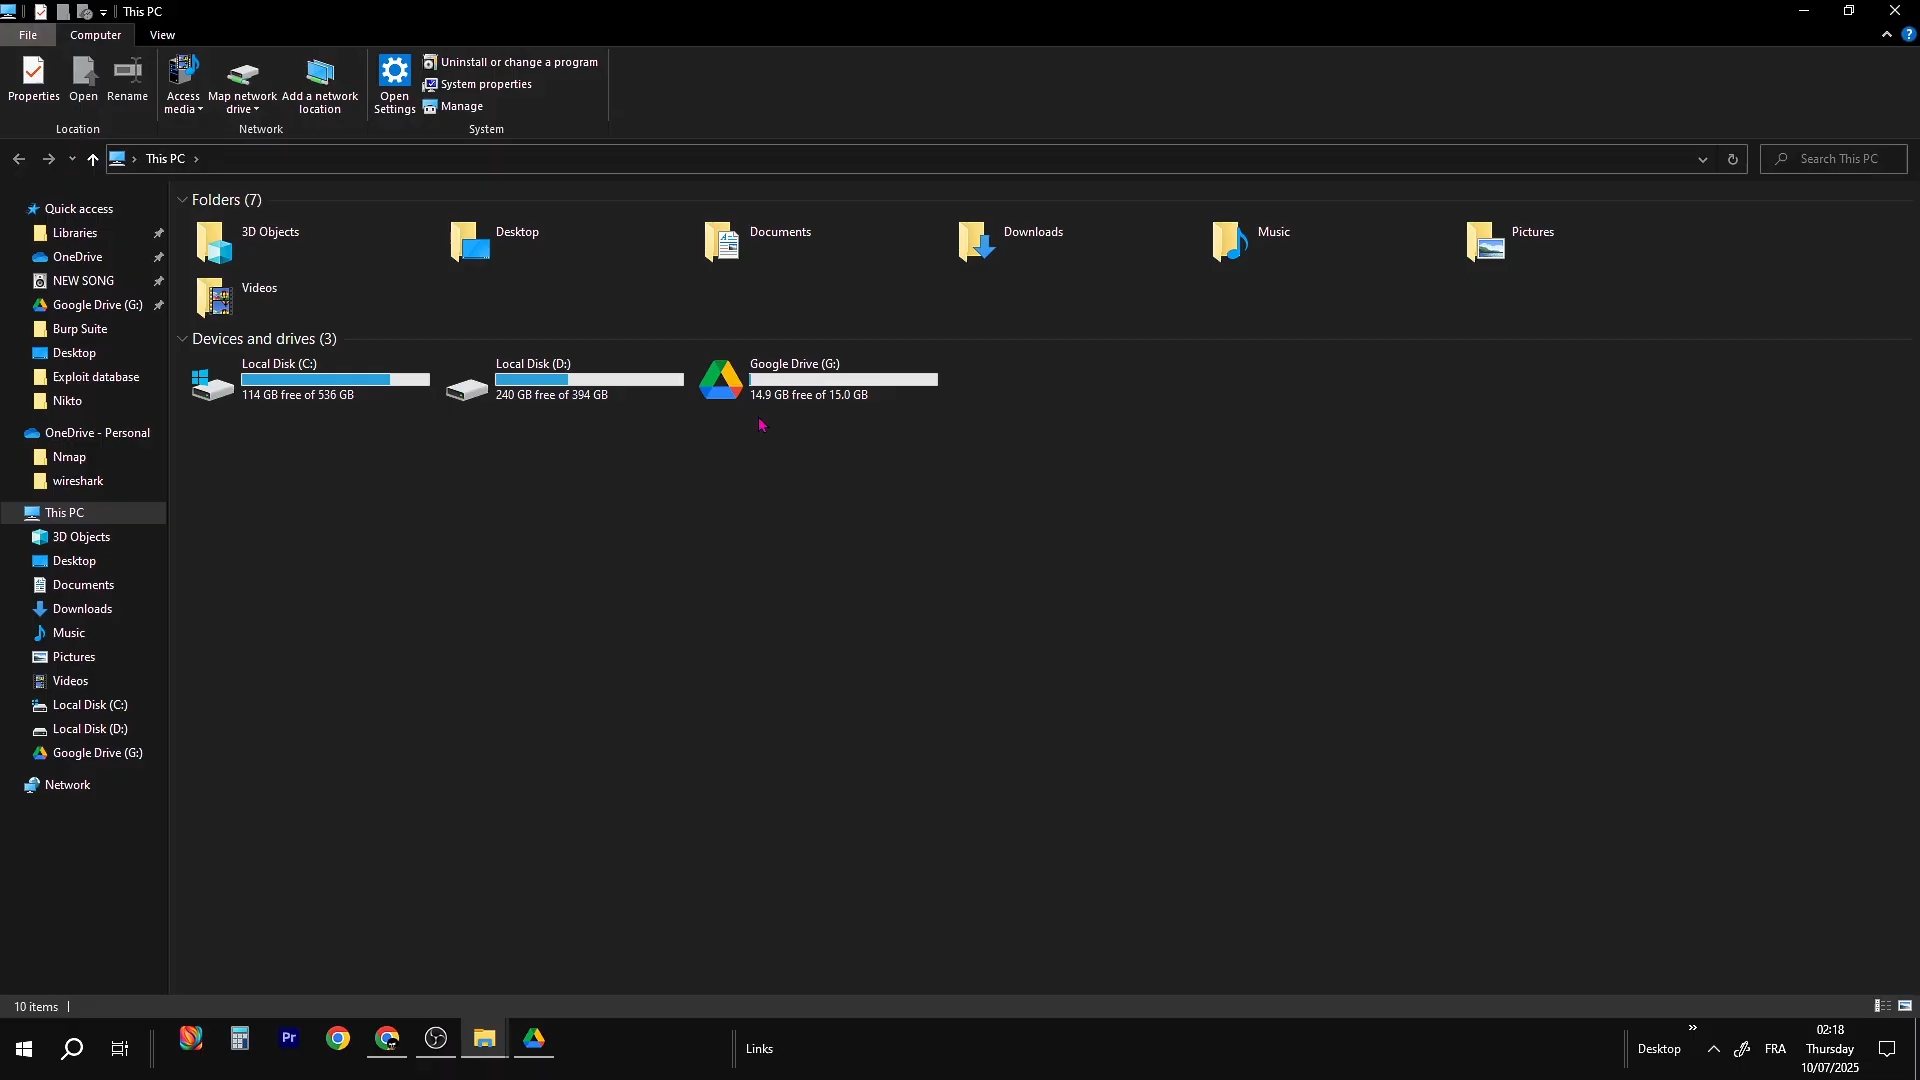 This PC
File
Computer
View
Properties
Open
Rename
Location
Access
media
Map network
drive
Add a network
location
Network
Open
Settings
Uninstall or change a program
System properties
Manage
System
This PC
Search This PC
Quick access
Libraries
OneDrive
NEW SONG
Google Drive (G:)
Burp Suite
Desktop
Exploit database
Nikto
OneDrive - Personal
Nmap
wireshark
This PC
3D Objects
Desktop
Documents
Downloads
Music
Pictures
Videos
Local Disk (C:)
Local Disk (D:)
Google Drive (G:)
Network
Folders (7)
3D Objects
Desktop
Documents
Downloads
Music
Pictures
Videos
Devices and drives (3)
Local Disk (C:)
114 GB free of 536 GB
Local Disk (D:)
240 GB free of 394 GB
Google Drive (G:)
14.9 GB free of 15.0 GB
10 items
Pr
Links
Desktop
FRA
02:18
Thursday
10/07/2025